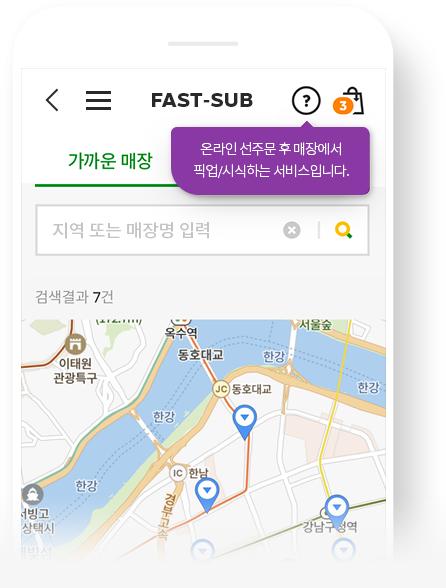 FAST-SUB
?
3
온라인 선주문 후 매장에서
픽업/시식하는 서비스입니다.
가까운 매장
지역 또는 매장명 입력
검색결과 7건
옥수역
서울숲
동호대교
이태원
관광특구
한강
JC 동호대교
한강
한강
한강
IC 한남
경부고속
강남구청역
서빙고